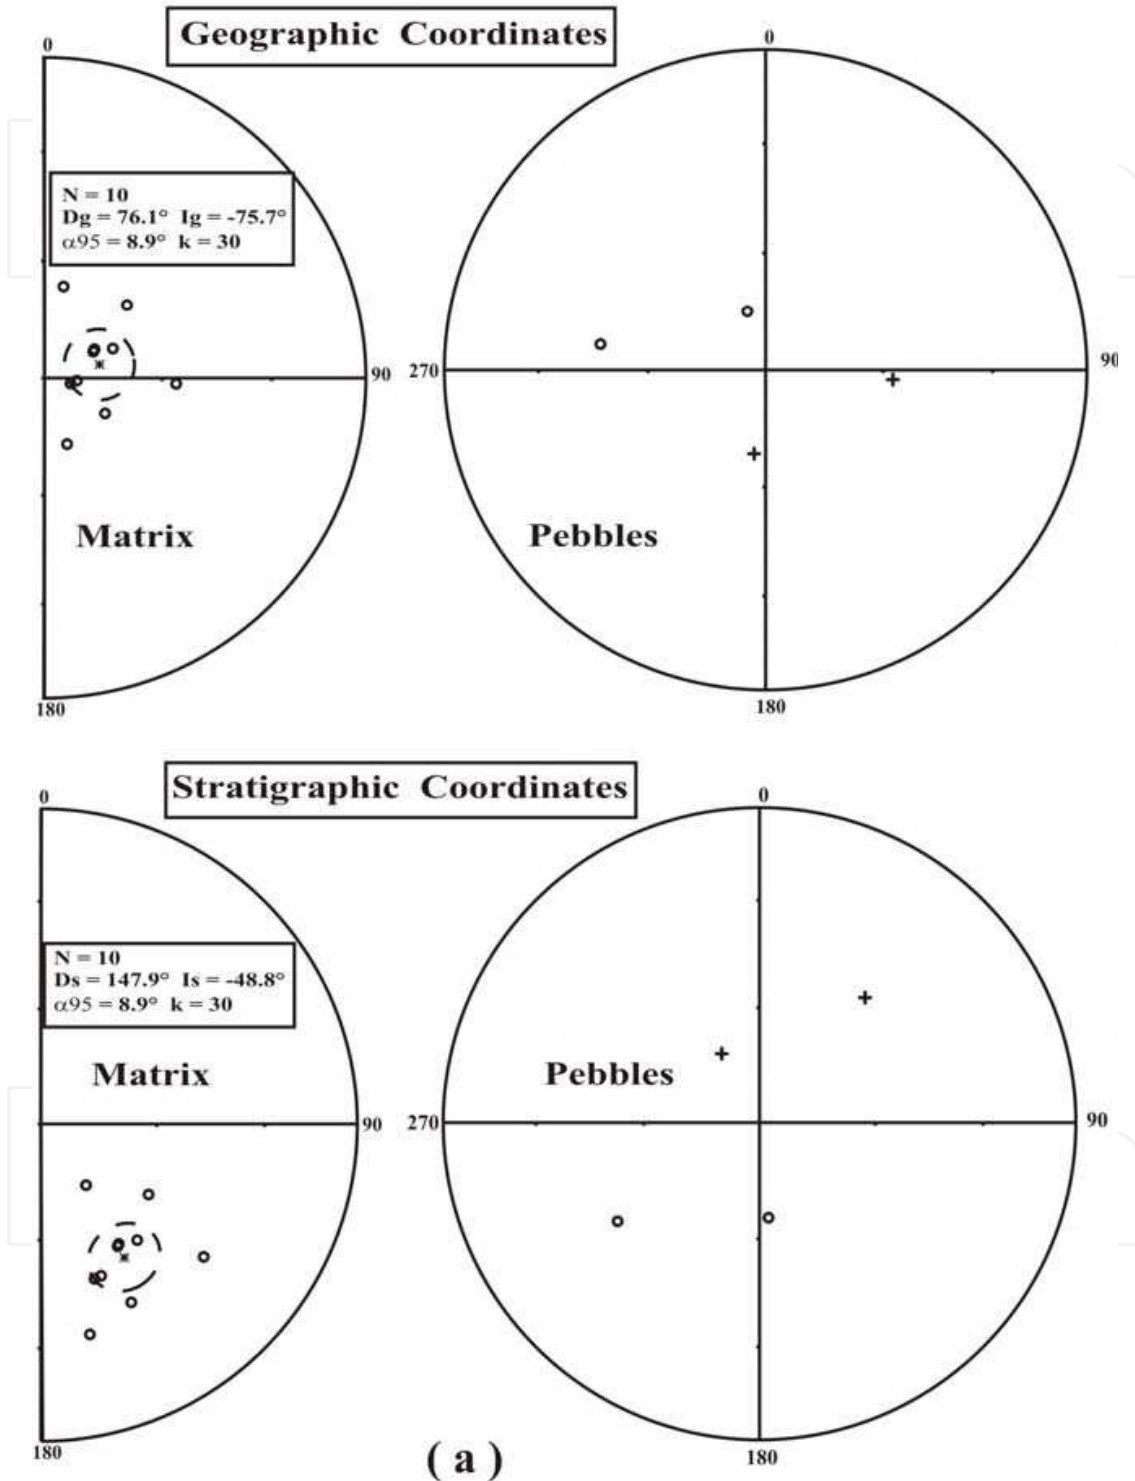 Geographic Coordinates
0
0
N = 10
Dg = 76.1° Ig = -75.7°
α95 = 8.9° k = 30
90
270
90
Matrix
Pebbles
180
180
Stratigraphic Coordinates
0
0
N = 10
Ds = 147.9° Is = -48.8°
α95 = 8.9° k = 30
Matrix
Pebbles
90
270
90
180
180
( a )